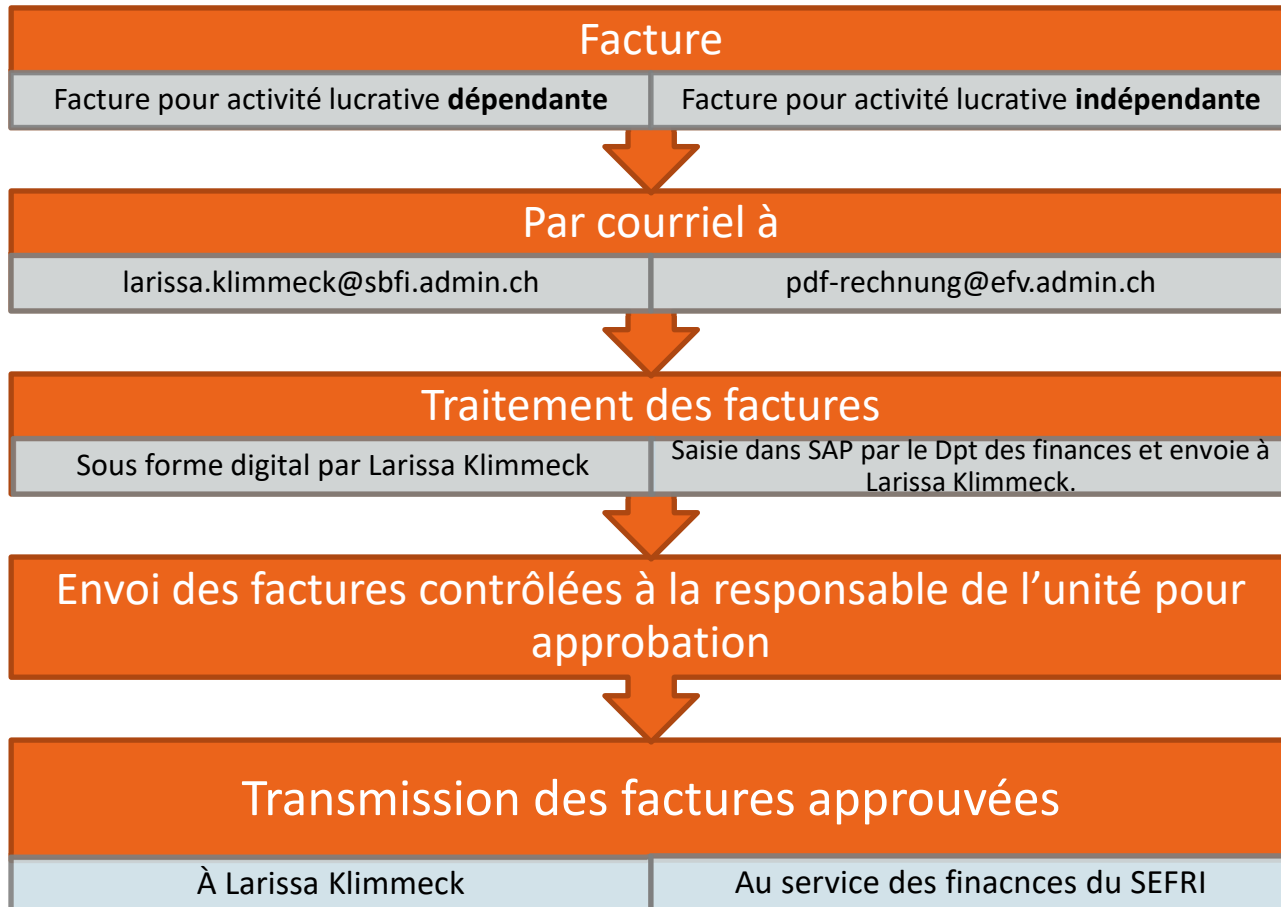 Facture
Facture pour activité lucrative dépendante
Facture pour activité lucrative indépendante
Par courriel à
larissa.klimmeck@sbfi.admin.ch
pdf-rechnung@efv.admin.ch
Traitement des factures
Sous forme digital par Larissa Klimmeck
Saisie dans SAP par le Dpt des finances et envoie à
Larissa Klimmeck.
Envoi des factures contrôlées à la responsable de l’unité pour
approbation
Transmission des factures approuvées
À Larissa Klimmeck
Au service des finacnces du SEFRI